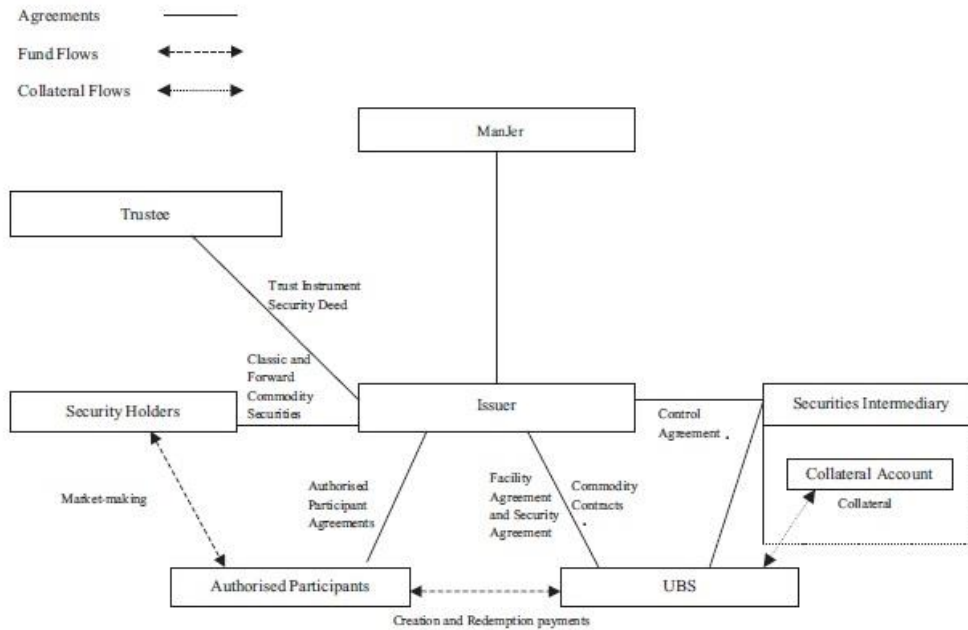 Agreements
Fund Flows
Collateral Flows
ManJer
Trustee
Trust Instrument
Security Deed
Classic and
Forward
Commodity
Securities
Security Holders
Issuer
Securities Intermediary
Control
Agreement
Collateral Account
Collateral
Market-making
Authorised
Participant
Agreements
Facility
Agreement
and Security
Agreement
Commodity
Contracts
Authorised Participants
UBS
Creation and Redemption payments